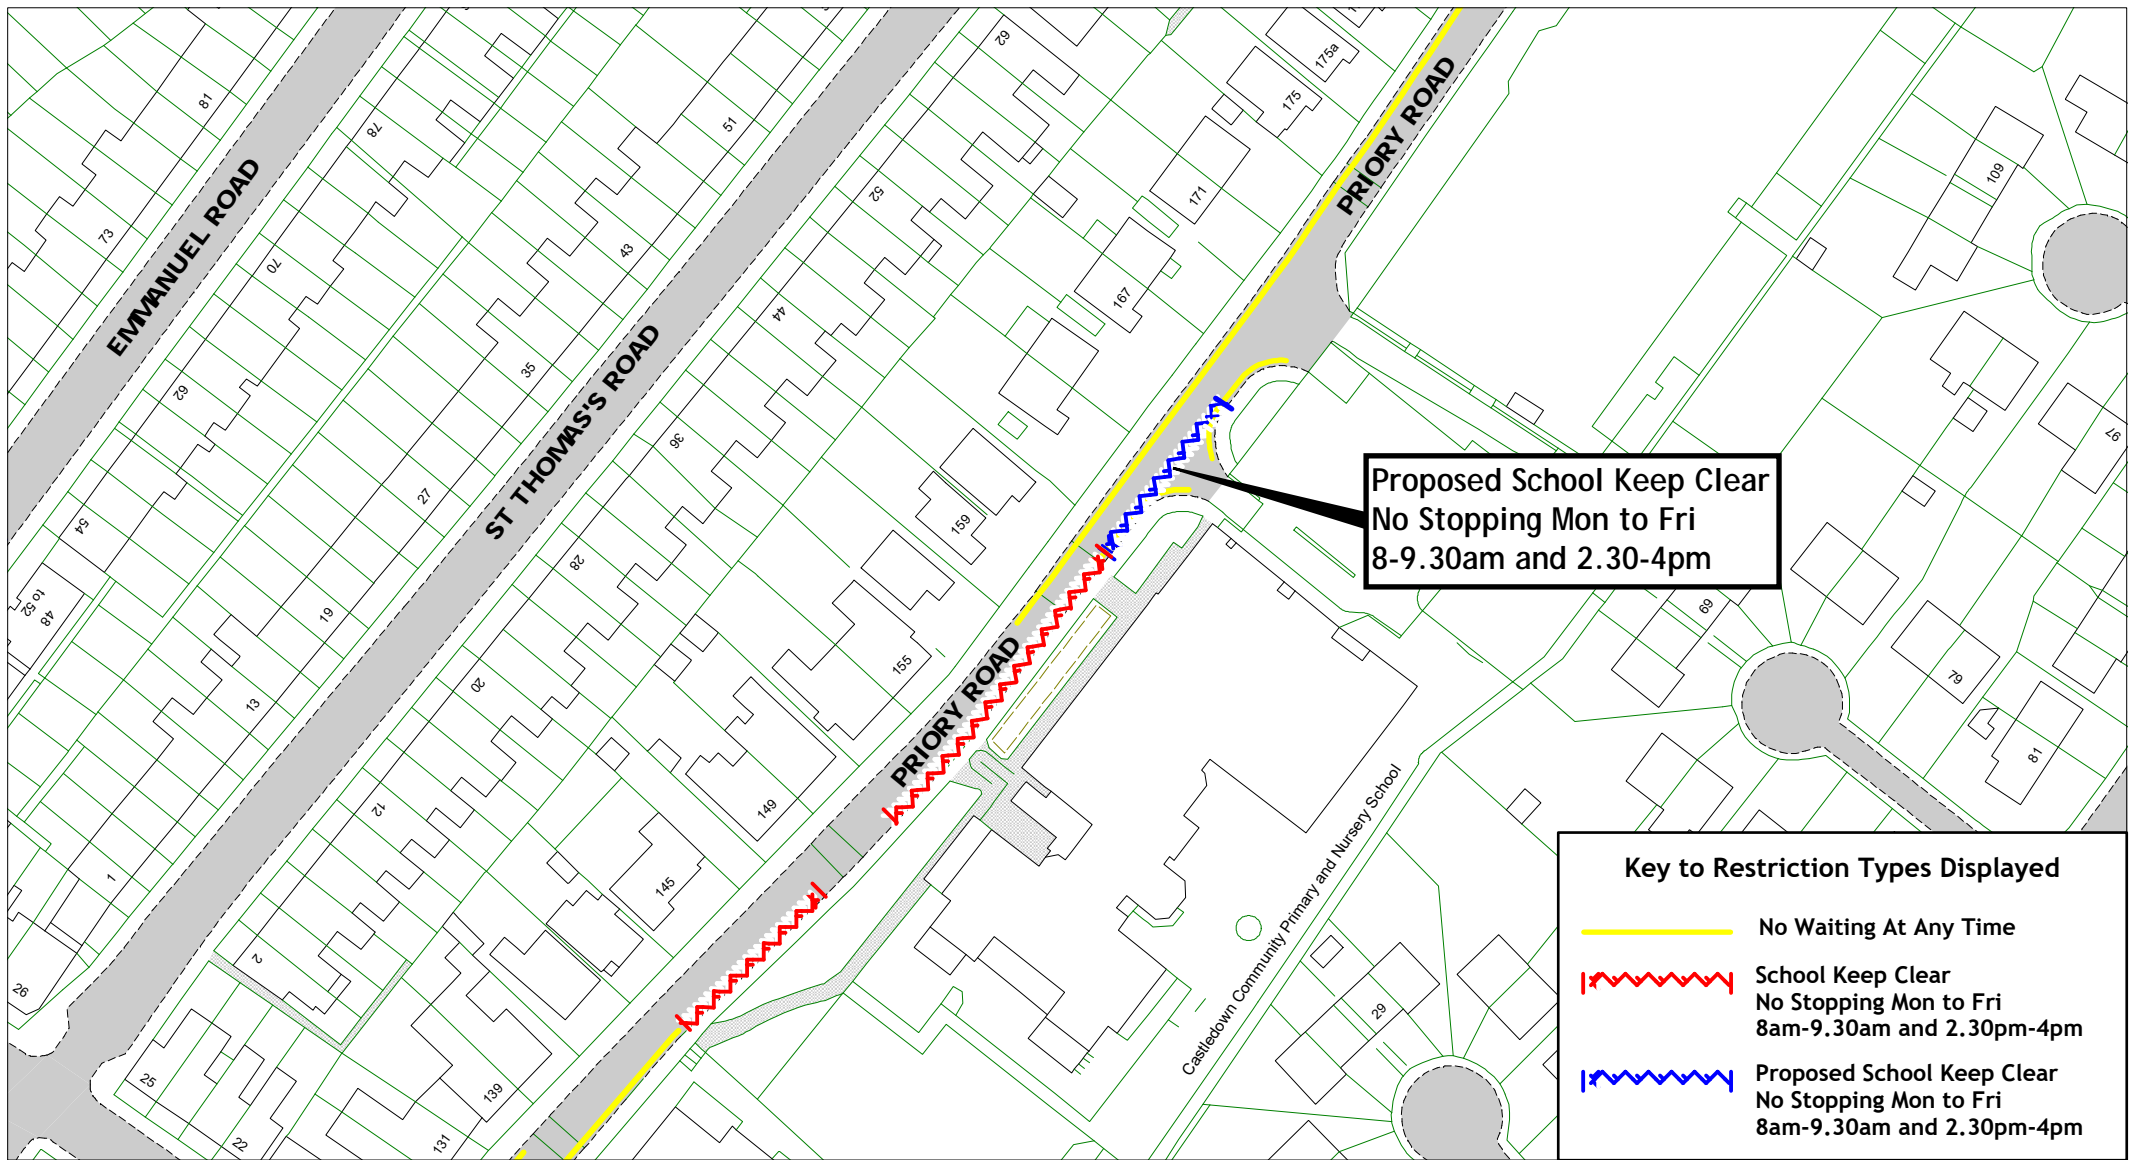 EMMANUEL ROAD
ST THOMAS'S ROAD
PRIORY ROAD
PRIORY ROAD
81
73
78
70
62
54
48
to 52
51
43
35
27
19
13
1
26
62
52
44
36
28
20
12
2
25
22
175a
175
171
167
159
155
149
145
139
131
109
97
69
79
81
29
Proposed School Keep Clear
No Stopping Mon to Fri
8-9.30am and 2.30-4pm
Castledown Community Primary and Nursery School
Key to Restriction Types Displayed
No Waiting At Any Time
School Keep Clear
No Stopping Mon to Fri
8am-9.30am and 2.30pm-4pm
Proposed School Keep Clear
No Stopping Mon to Fri
8am-9.30am and 2.30pm-4pm